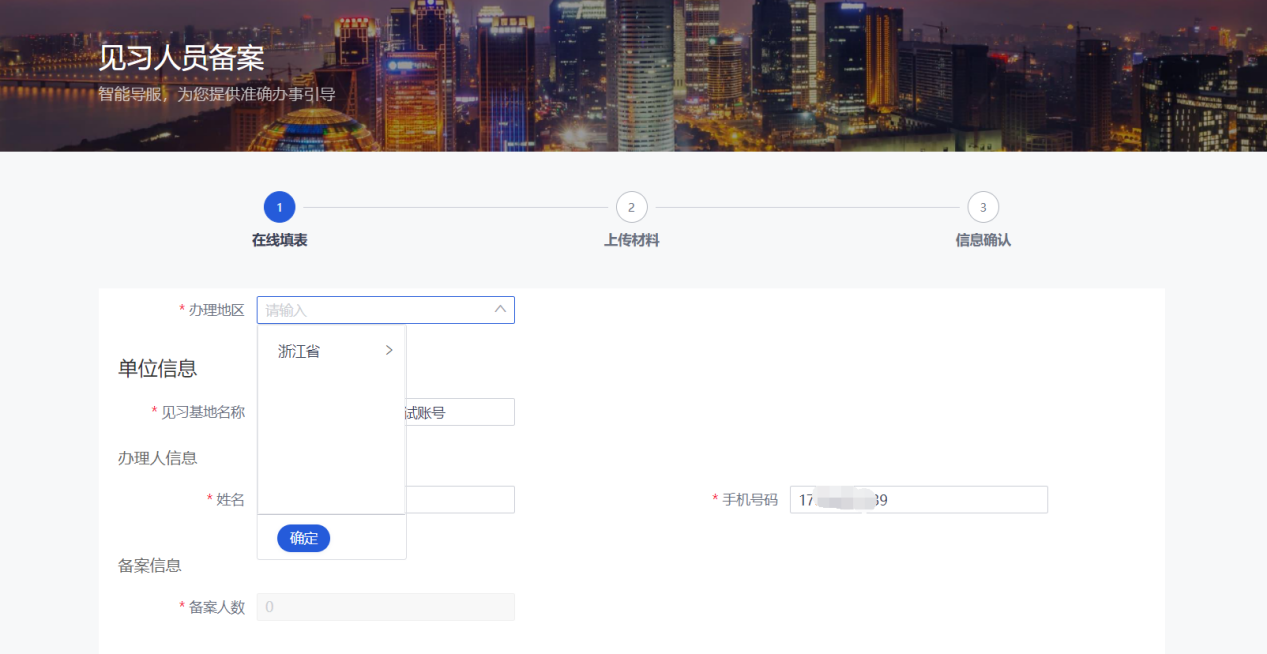 见习人员备案
智能导服，为您提供准确办事引导
1
2
3
在线填表
上传材料
信息确认
* 办理地区
请输入
浙江省
单位信息
* 见习基地名称
试账号
办理人信息
* 姓名
* 手机号码
17
39
确定
备案信息
* 备案人数
0